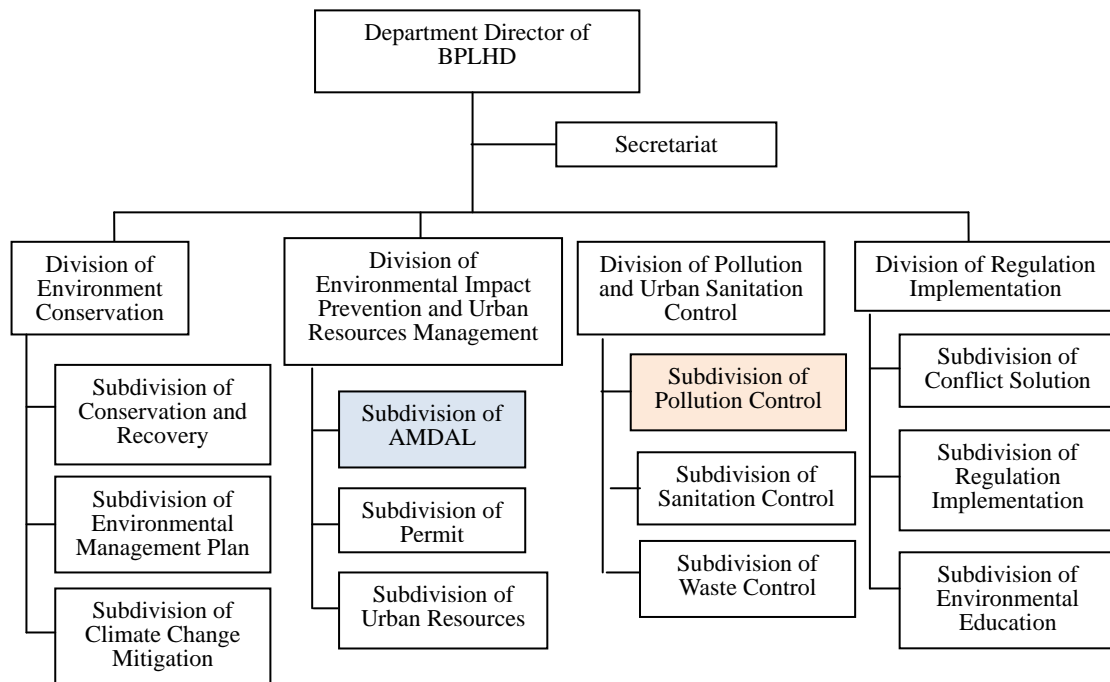 Department Director of
BPLHD
Secretariat
Division of
Environment
Conservation
Division of
Environmental Impact
Prevention and Urban
Resources Management
Division of Pollution
and Urban Sanitation
Control
Division of Regulation
Implementation
Subdivision of
Conservation and
Recovery
Subdivision of
Environmental
Management Plan
Subdivision of
Climate Change
Mitigation
Subdivision of
AMDAL
Subdivision of
Permit
Subdivision of
Urban Resources
Subdivision of
Pollution Control
Subdivision of
Sanitation Control
Subdivision of
Waste Control
Subdivision of
Conflict Solution
Subdivision of
Regulation
Implementation
Subdivision of
Environmental
Education